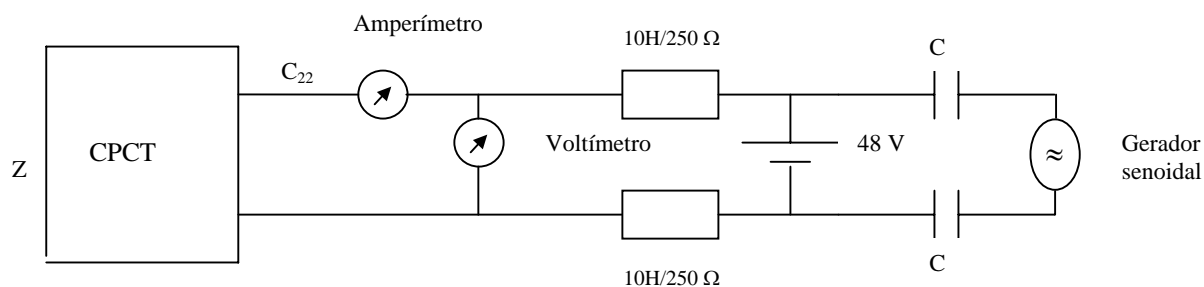 Amperímetro
10H/250 Ω
C
C₂₂
CPCT
Voltímetro
48 V
≈
Gerador
senoidal
Z
10H/250 Ω
C